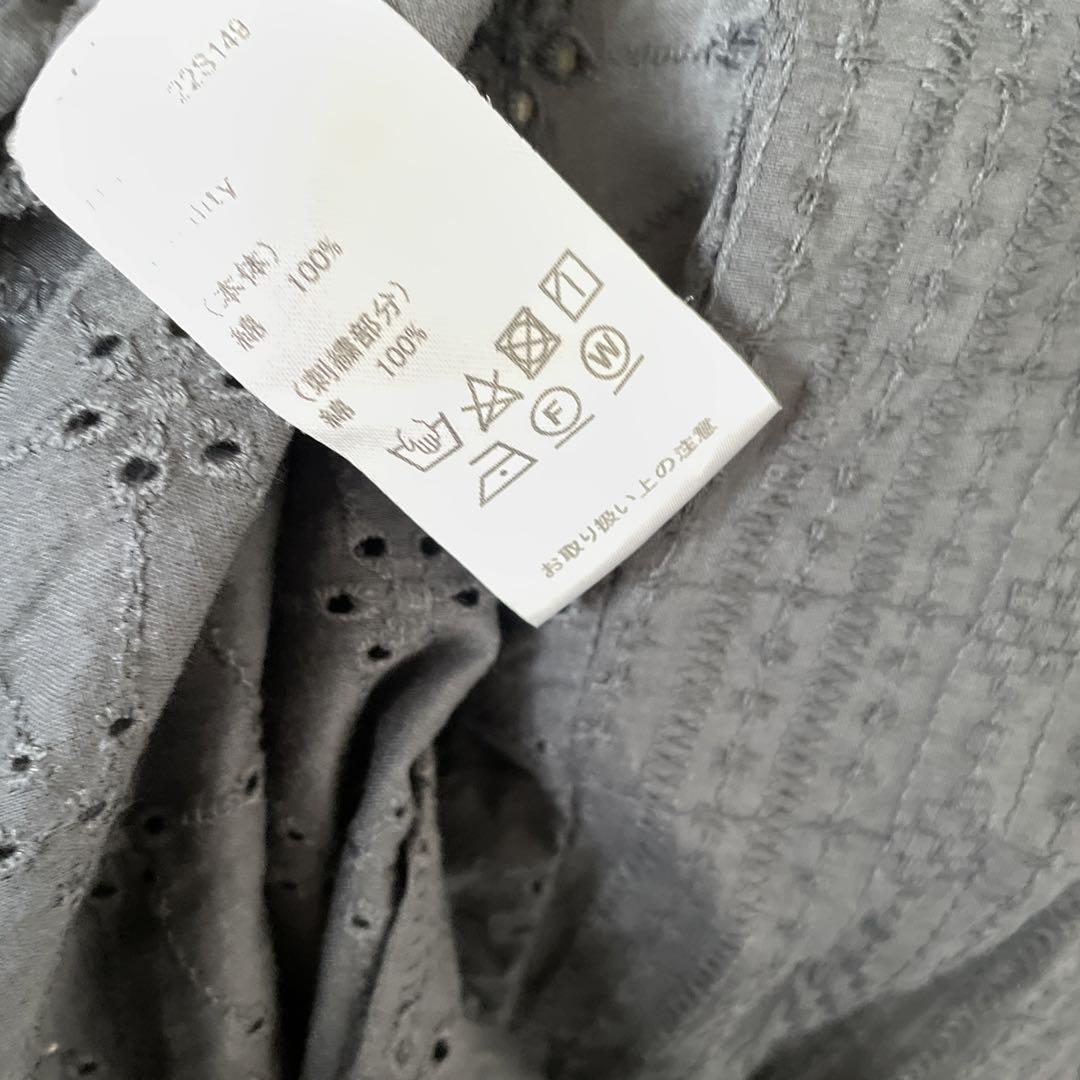 22S149
(本体)
綿 100%
(刺繍部分)
綿 100%
W
F
お取り扱い上の注意